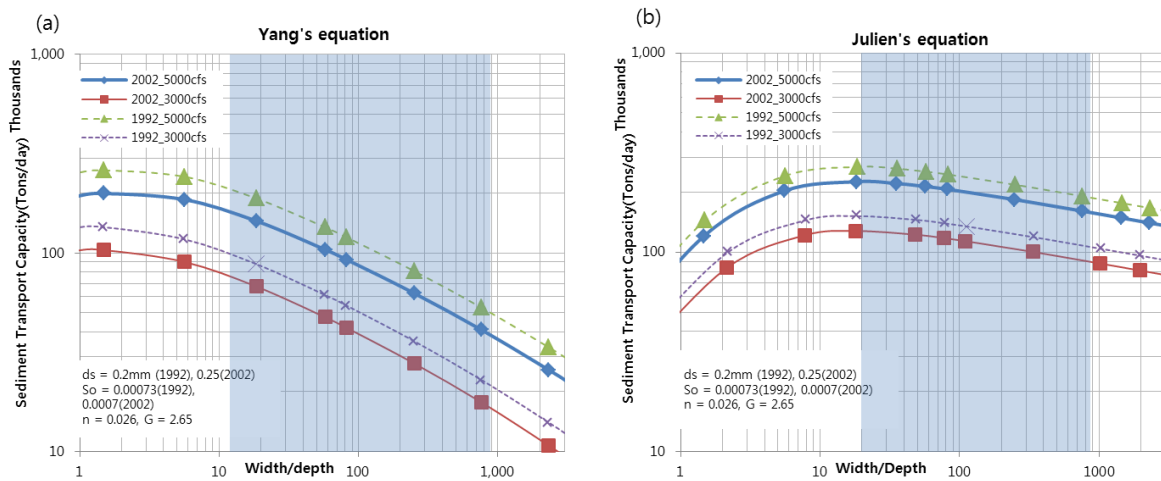 (a)
Yang's equation
Sediment Transport Capacity(Tons/day) Thousands
1,000
100
10
2002_5000cfs
2002_3000cfs
1992_5000cfs
1992_3000cfs
ds = 0.2mm (1992), 0.25(2002)
So = 0.00073(1992),
0.0007(2002)
n = 0.026, G = 2.65
1
10
100
1,000
Width/depth
(b)
Julien's equation
Sediment Transport Capacity(Tons/day) Thousands
1,000
100
10
2002_5000cfs
2002_3000cfs
1992_5000cfs
1992_3000cfs
ds = 0.2mm (1992), 0.25(2002)
So = 0.00073(1992), 0.0007(2002)
n = 0.026, G = 2.65
1
10
100
1000
Width/Depth